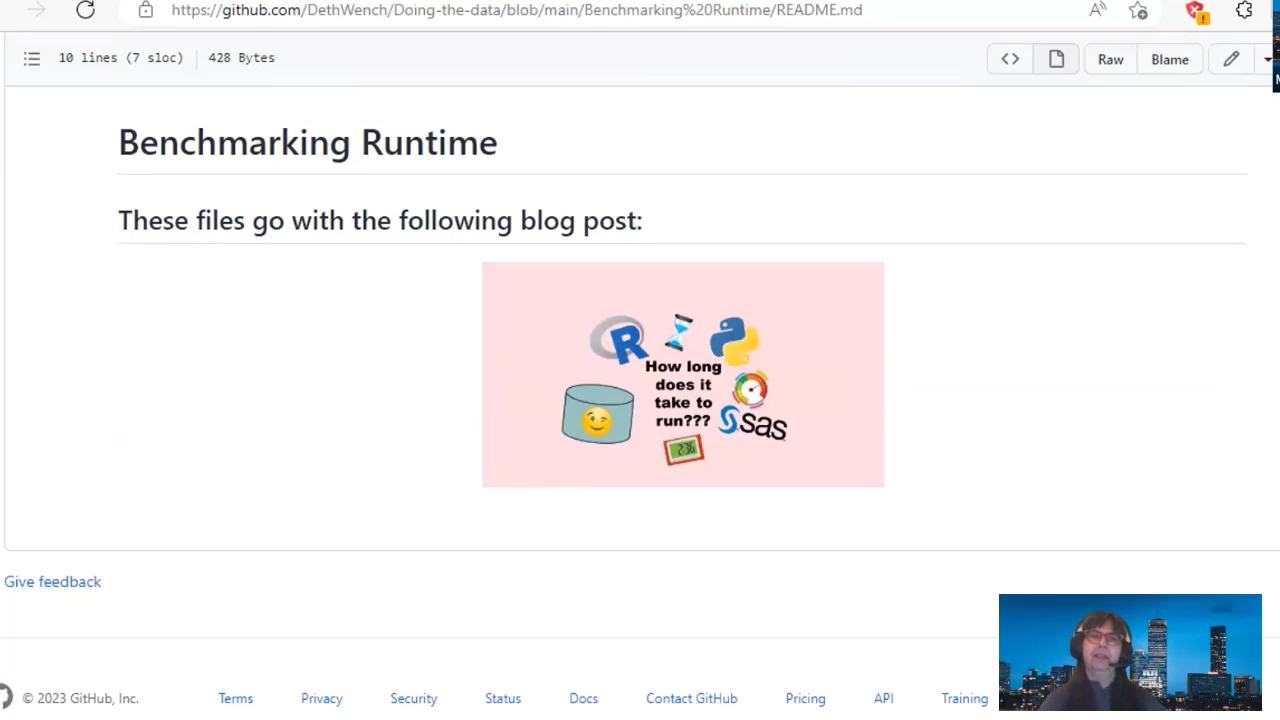 https://github.com/DethWench/Doing-the-data/blob/main/Benchmarking%20Runtime/README.md
10 lines (7 sloc) 428 Bytes
Raw Blame
Benchmarking Runtime
These files go with the following blog post:
R
How long
does it
take to
run???
sas
2:36
Give feedback
© 2023 GitHub, Inc. Terms Privacy Security Status Docs Contact GitHub Pricing API Training